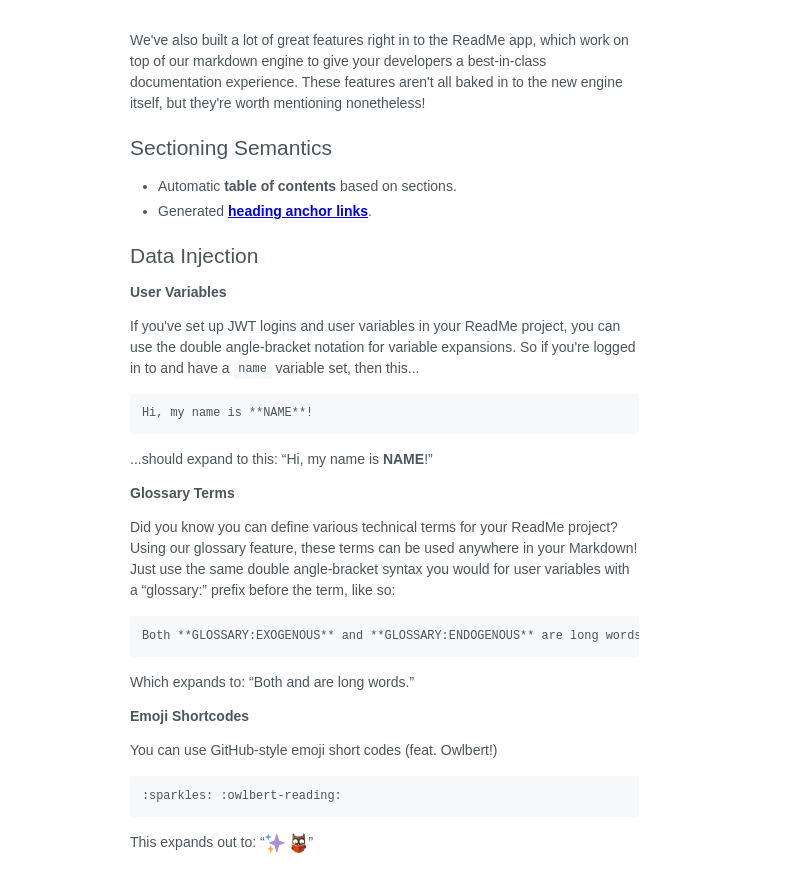 We've also built a lot of great features right in to the ReadMe app, which work on
top of our markdown engine to give your developers a best-in-class
documentation experience. These features aren't all baked in to the new engine
itself, but they're worth mentioning nonetheless!
Sectioning Semantics
• Automatic table of contents based on sections.
• Generated heading anchor links.
Data Injection
User Variables
If you've set up JWT logins and user variables in your ReadMe project, you can
use the double angle-bracket notation for variable expansions. So if you're logged
in to and have a name variable set, then this...
Hi, my name is **NAME**!
...should expand to this: “Hi, my name is NAME!”
Glossary Terms
Did you know you can define various technical terms for your ReadMe project?
Using our glossary feature, these terms can be used anywhere in your Markdown!
Just use the same double angle-bracket syntax you would for user variables with
a “glossary:” prefix before the term, like so:
Both **GLOSSARY:EXOGENOUS** and **GLOSSARY:ENDOGENOUS** are long words
Which expands to: “Both and are long words.”
Emoji Shortcodes
You can use GitHub-style emoji short codes (feat. Owlbert!)
:sparkles: :owlbert-reading:
This expands out to: “✨ ”